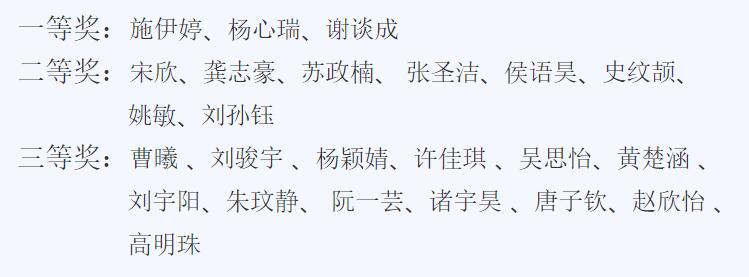 一等奖：施伊婷、杨心瑞、谢谈成
二等奖：宋欣、龚志豪、苏政楠、 张圣洁、侯语昊、史纹颉、
姚敏、刘孙钰
三等奖：曹曦 、刘骏宇 、杨颖婧、许佳琪 、吴思怡、黄楚涵 、
刘宇阳、朱玟静、 阮一芸、诸宇昊 、唐子钦、赵欣怡 、
高明珠